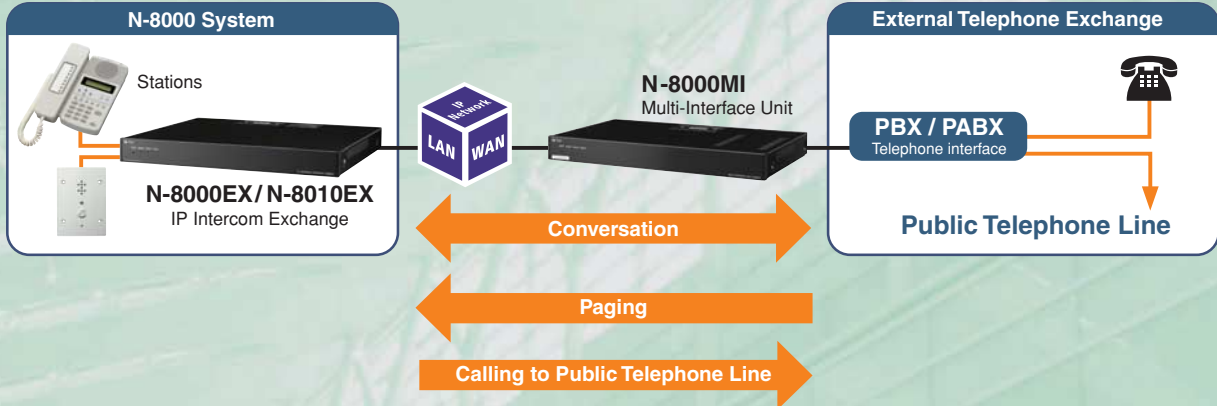 N-8000 System
Stations
N-8000EX/ N-8010EX
IP Intercom Exchange
IP
Network
LAN
WAN
N-8000MI
Multi-Interface Unit
External Telephone Exchange
PBX / PABX
Telephone interface
Public Telephone Line
Conversation
Paging
Calling to Public Telephone Line